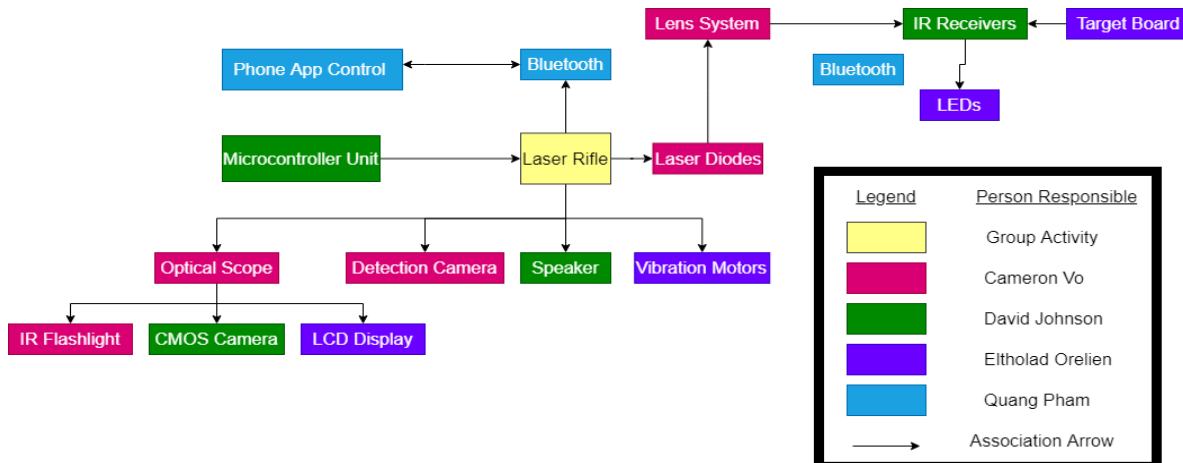 Lens System
IR Receivers
Target Board
Phone App Control
Bluetooth
Bluetooth
LEDs
Microcontroller Unit
Laser Rifle
Laser Diodes
Optical Scope
Detection Camera
Speaker
Vibration Motors
IR Flashlight
CMOS Camera
LCD Display
Legend
Person Responsible
Group Activity
Cameron Vo
David Johnson
Eltholad Orelien
Quang Pham
Association Arrow